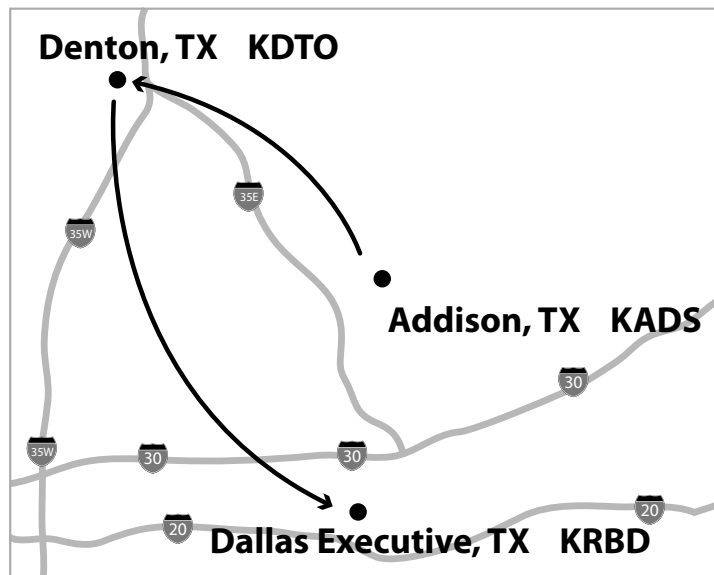 Denton, TX KDTO
35E
35W
Addison, TX KADS
30
35W
30
30
20
20
Dallas Executive, TX KRBD